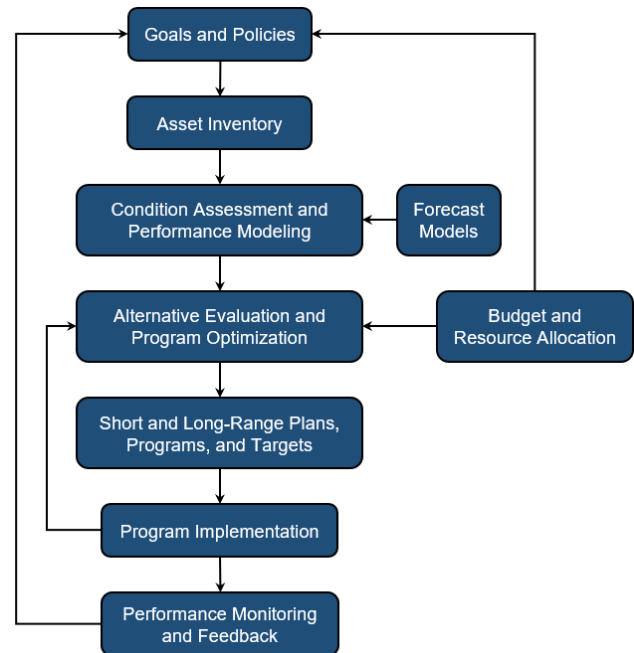 Goals and Policies
Asset Inventory
Condition Assessment and
Performance Modeling
Forecast
Models
Alternative Evaluation and
Program Optimization
Budget and
Resource Allocation
Short and Long-Range Plans,
Programs, and Targets
Program Implementation
Performance Monitoring
and Feedback